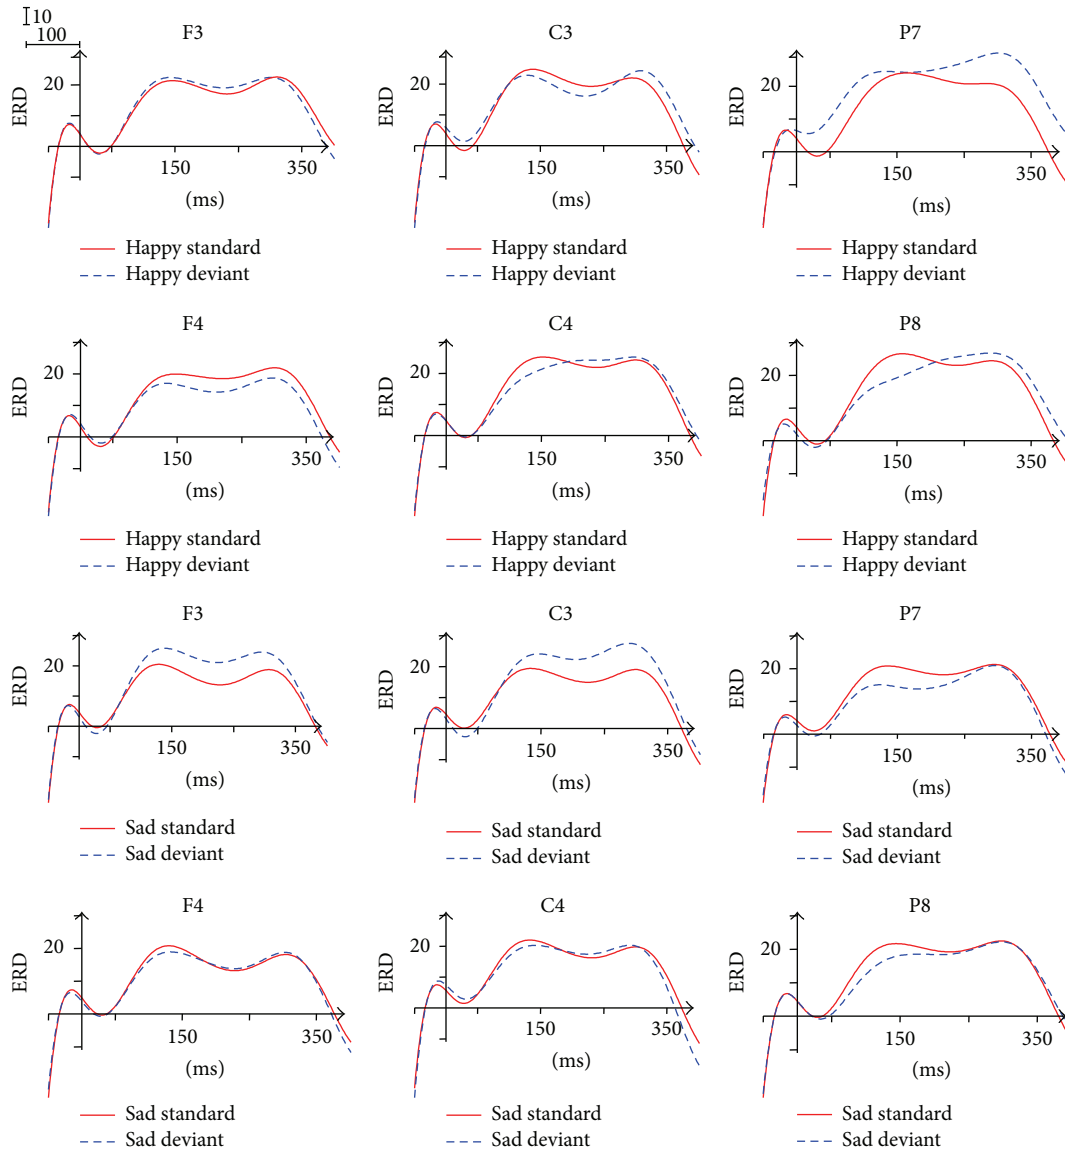 10
100
F3
C3
P7
20
20
20
ERD
ERD
ERD
150
350
150
350
150
350
(ms)
(ms)
(ms)
Happy standard
Happy standard
Happy standard
Happy deviant
Happy deviant
Happy deviant
F4
C4
P8
20
20
20
ERD
ERD
ERD
150
350
150
350
150
350
(ms)
(ms)
(ms)
Happy standard
Happy standard
Happy standard
Happy deviant
Happy deviant
Happy deviant
F3
C3
P7
20
20
20
ERD
ERD
ERD
150
350
150
350
150
350
(ms)
(ms)
(ms)
Sad standard
Sad standard
Sad standard
Sad deviant
Sad deviant
Sad deviant
F4
C4
P8
20
20
20
ERD
ERD
ERD
150
350
150
350
150
350
(ms)
(ms)
(ms)
Sad standard
Sad standard
Sad standard
Sad deviant
Sad deviant
Sad deviant